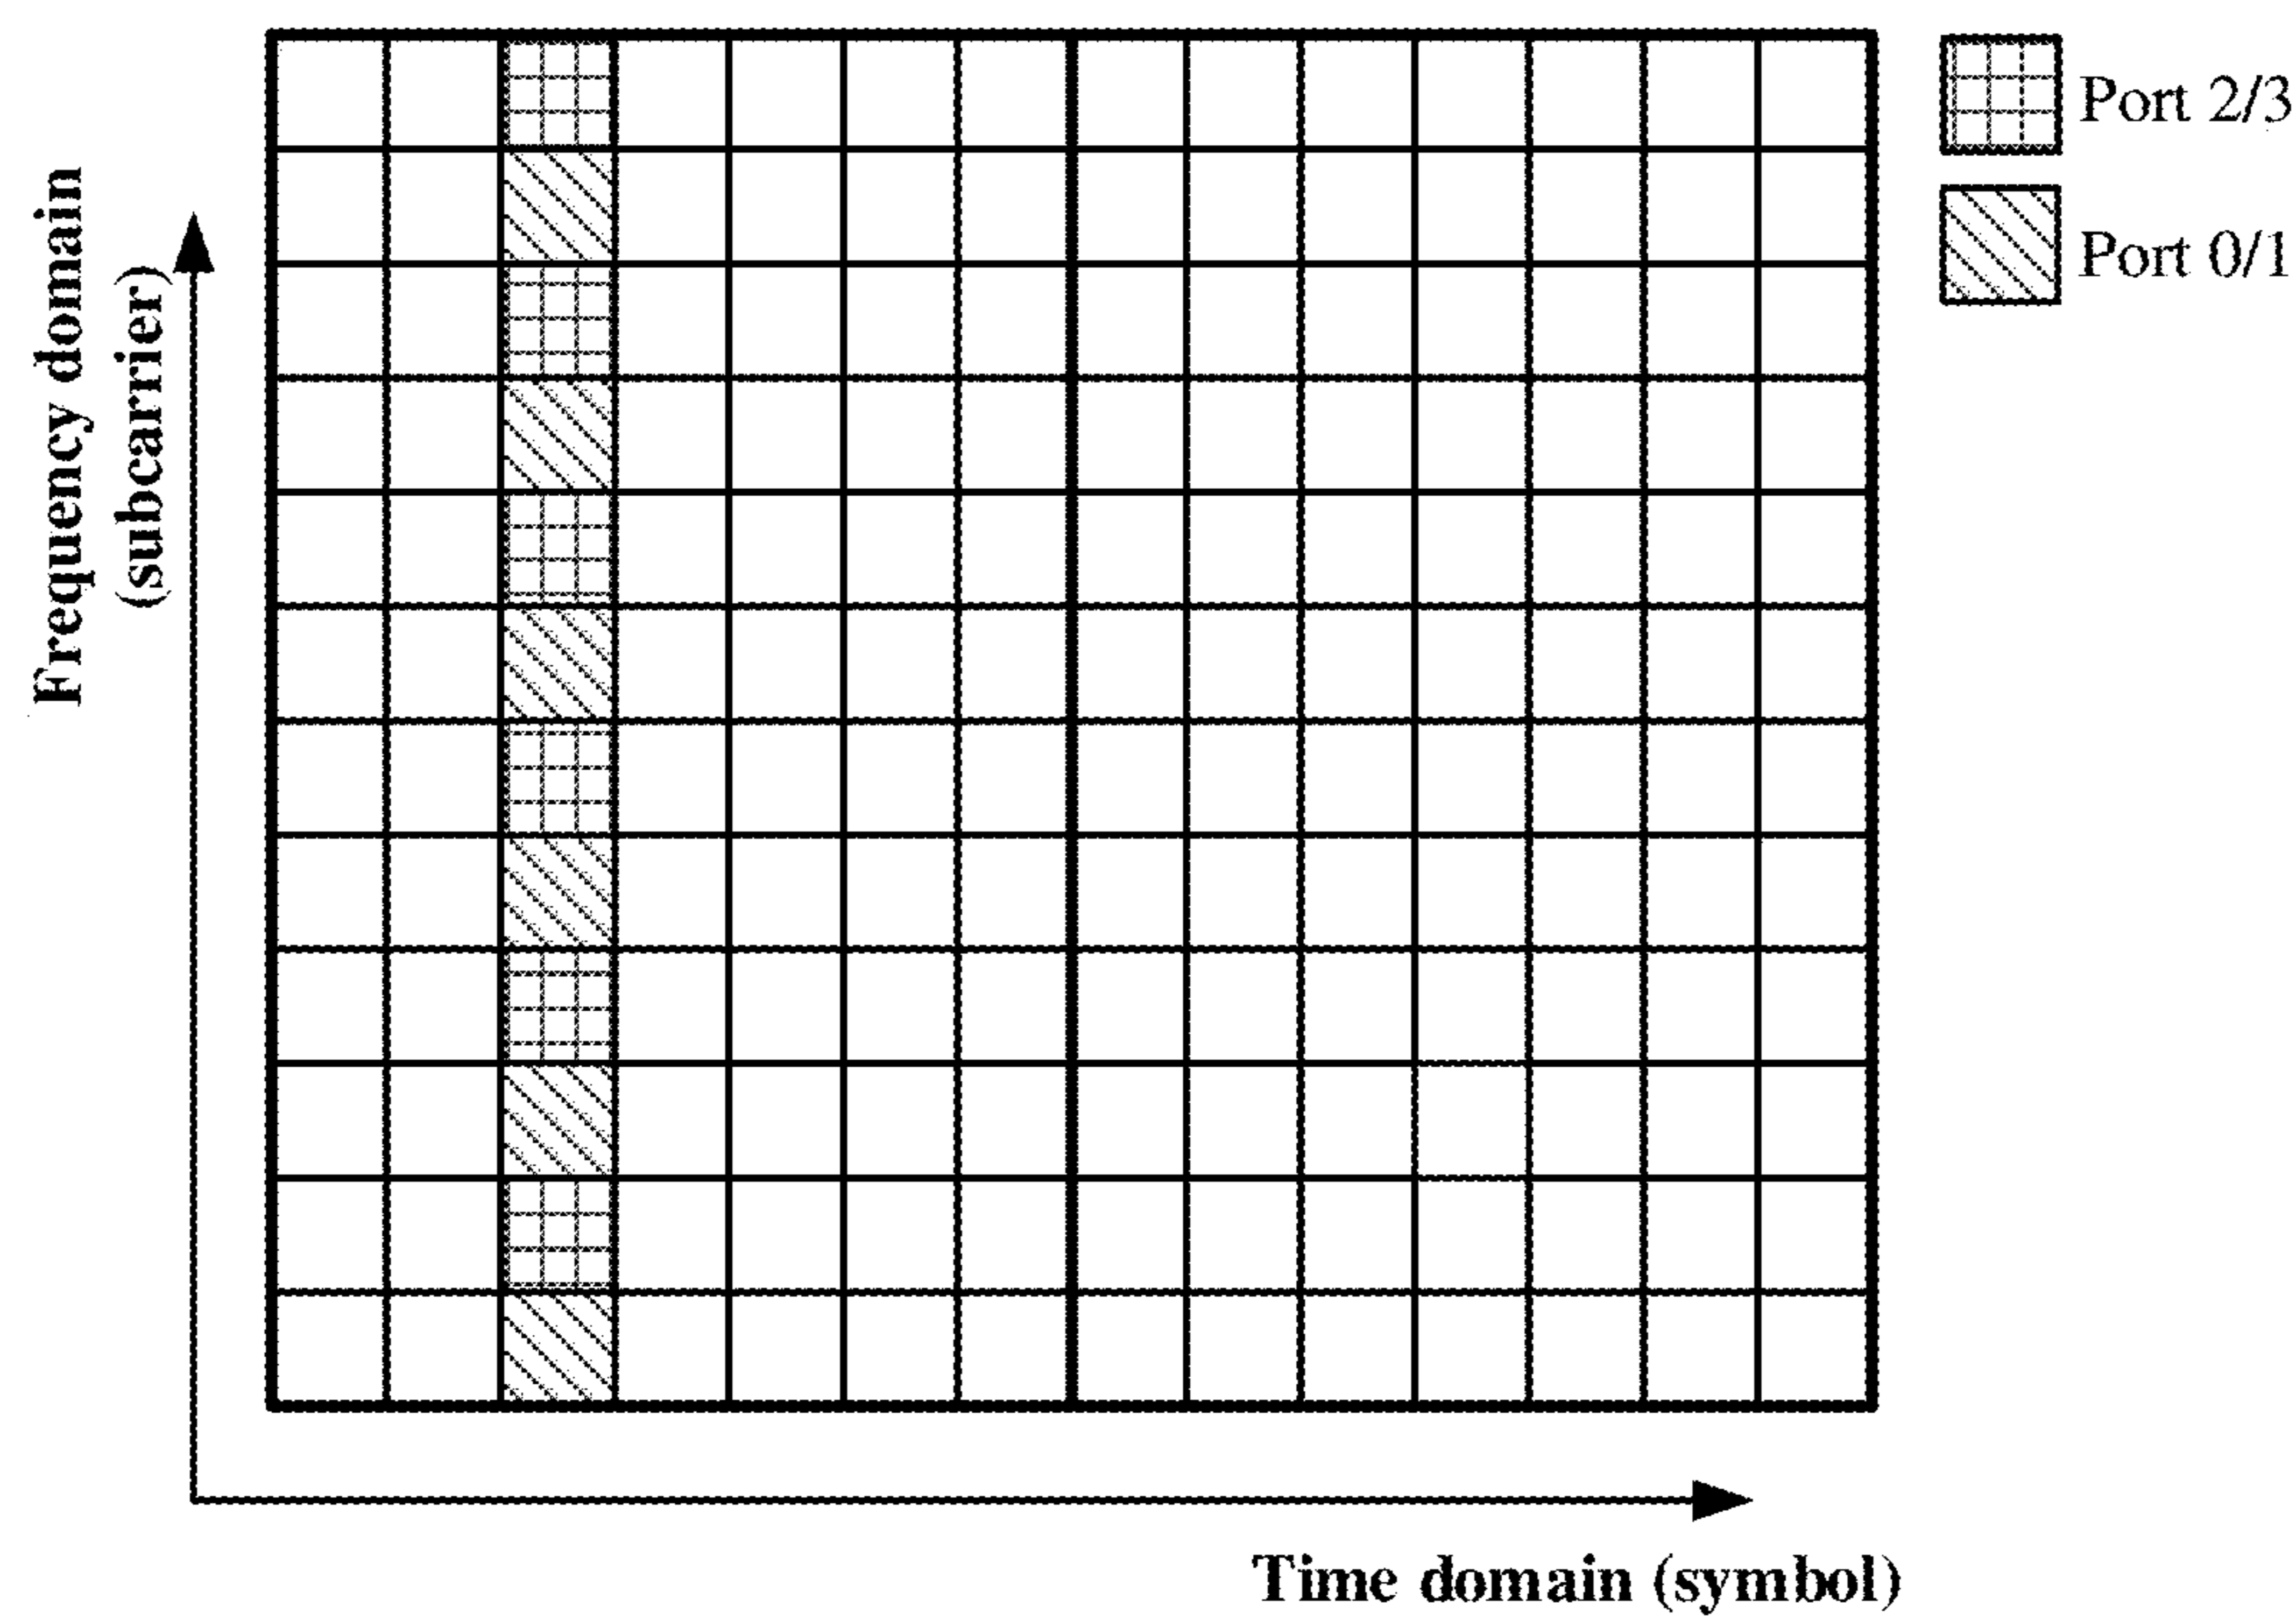 Port 2/3
Port 0/1
Frequency domain
(subcarrier)
Time domain (symbol)